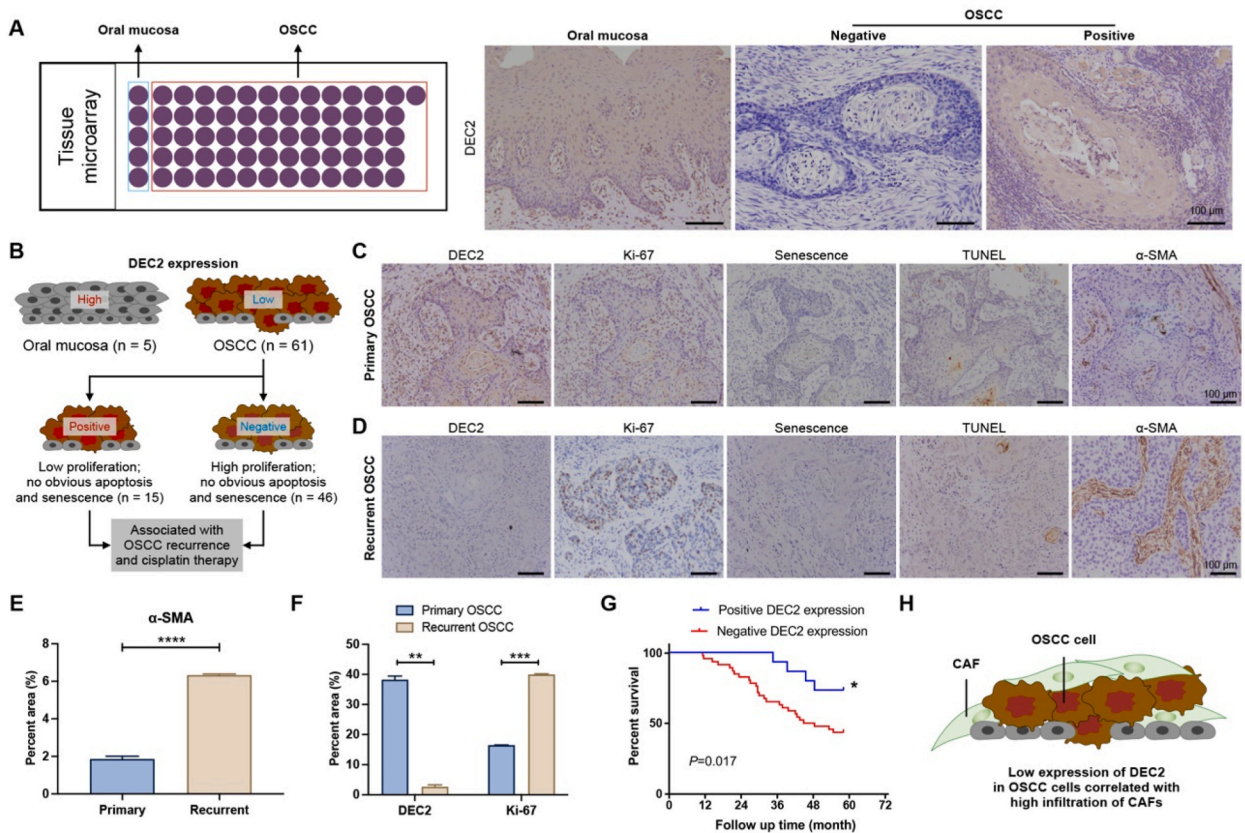 A
Oral mucosa
OSCC
Tissue
microarray
OSCC
Oral mucosa
Negative
Positive
DEC2
100 µm
B
DEC2 expression
High
Low
Oral mucosa (n = 5)
OSCC (n = 61)
Positive
Negative
Low proliferation;
no obvious apoptosis
and senescence (n = 15)
High proliferation;
no obvious apoptosis
and senescence (n = 46)
Associated with
OSCC recurrence
and cisplatin therapy
C
DEC2
Ki-67
Senescence
TUNEL
α-SMA
Primary OSCC
100 µm
D
DEC2
Ki-67
Senescence
TUNEL
α-SMA
Recurrent OSCC
100 µm
E
α-SMA
****
Percent area (%)
8
6
4
2
0
Primary
Recurrent
F
Primary OSCC
Recurrent OSCC
**
***
Percent area (%)
50
40
30
20
10
0
DEC2
Ki-67
G
Positive DEC2 expression
Negative DEC2 expression
Percent survival
100
50
0
*
P=0.017
0 12 24 36 48 60 72
Follow up time (month)
H
OSCC cell
CAF
Low expression of DEC2
in OSCC cells correlated with
high infiltration of CAFs